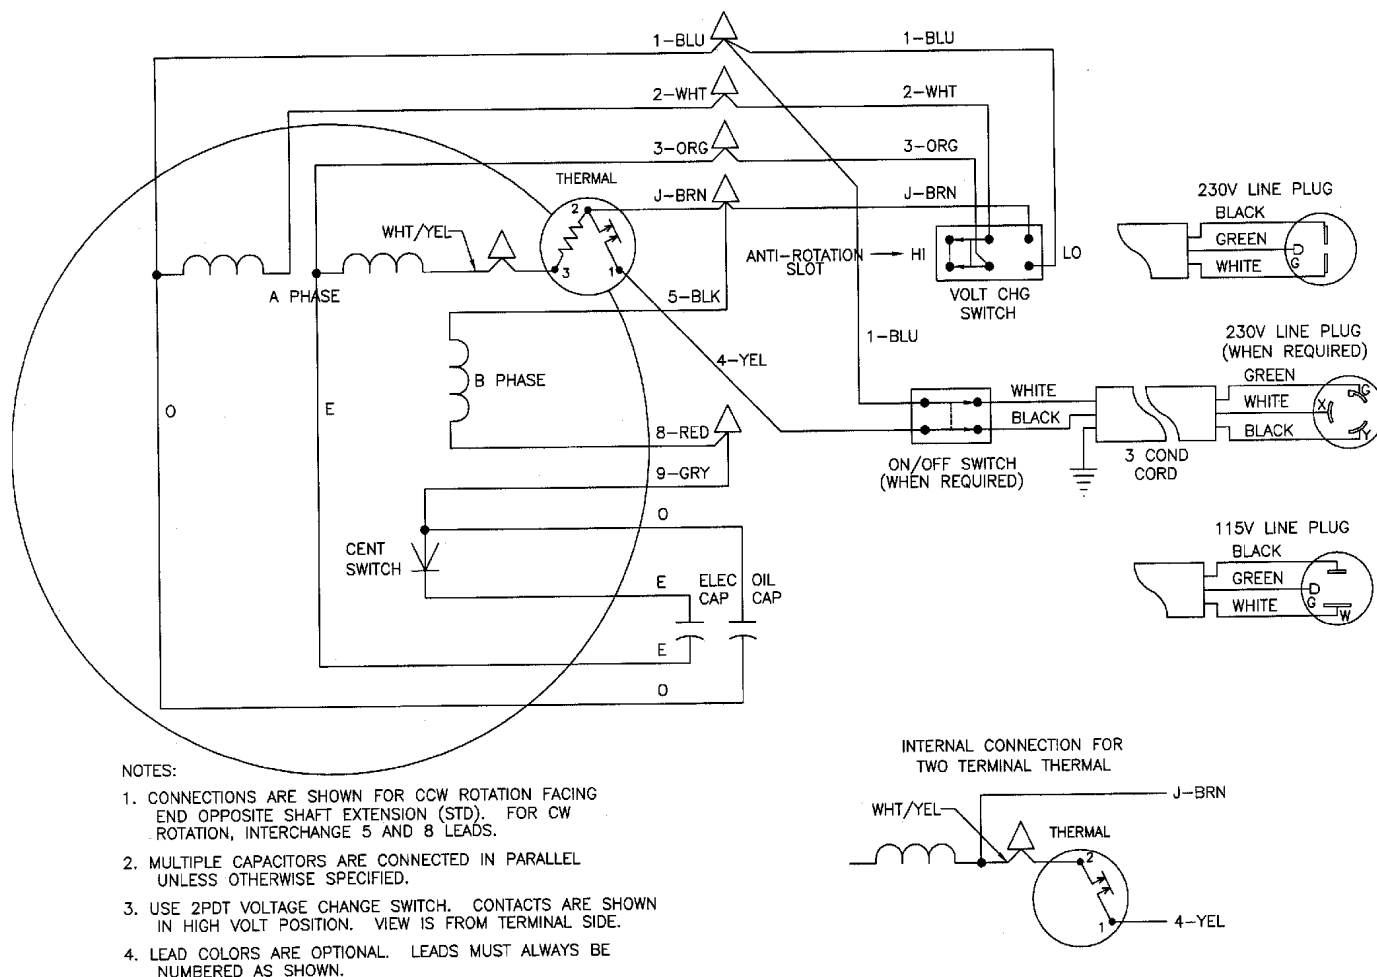 1-BLU
1-BLU
2-WHT
2-WHT
3-ORG
3-ORG
THERMAL
J-BRN
J-BRN
2
WHT/YEL
3
1
ANTI-ROTATION
SLOT
HI
LO
VOLT CHG
SWITCH
A PHASE
5-BLK
B PHASE
4-YEL
1-BLU
O
E
8-RED
9-GRY
WHITE
BLACK
ON/OFF SWITCH
(WHEN REQUIRED)
3 COND
CORD
230V LINE PLUG
BLACK
GREEN
G
WHITE
230V LINE PLUG
(WHEN REQUIRED)
GREEN
G
WHITE
X
BLACK
Y
115V LINE PLUG
BLACK
GREEN
G
WHITE
W
O
CENT
SWITCH
E
ELEC
CAP
OIL
CAP
E
O
NOTES:
1. CONNECTIONS ARE SHOWN FOR CCW ROTATION FACING
END OPPOSITE SHAFT EXTENSION (STD). FOR CW
ROTATION, INTERCHANGE 5 AND 8 LEADS.
2. MULTIPLE CAPACITORS ARE CONNECTED IN PARALLEL
UNLESS OTHERWISE SPECIFIED.
3. USE 2PDT VOLTAGE CHANGE SWITCH. CONTACTS ARE SHOWN
IN HIGH VOLT POSITION. VIEW IS FROM TERMINAL SIDE.
4. LEAD COLORS ARE OPTIONAL. LEADS MUST ALWAYS BE
NUMBERED AS SHOWN.
INTERNAL CONNECTION FOR
TWO TERMINAL THERMAL
J-BRN
WHT/YEL
THERMAL
2
1
4-YEL